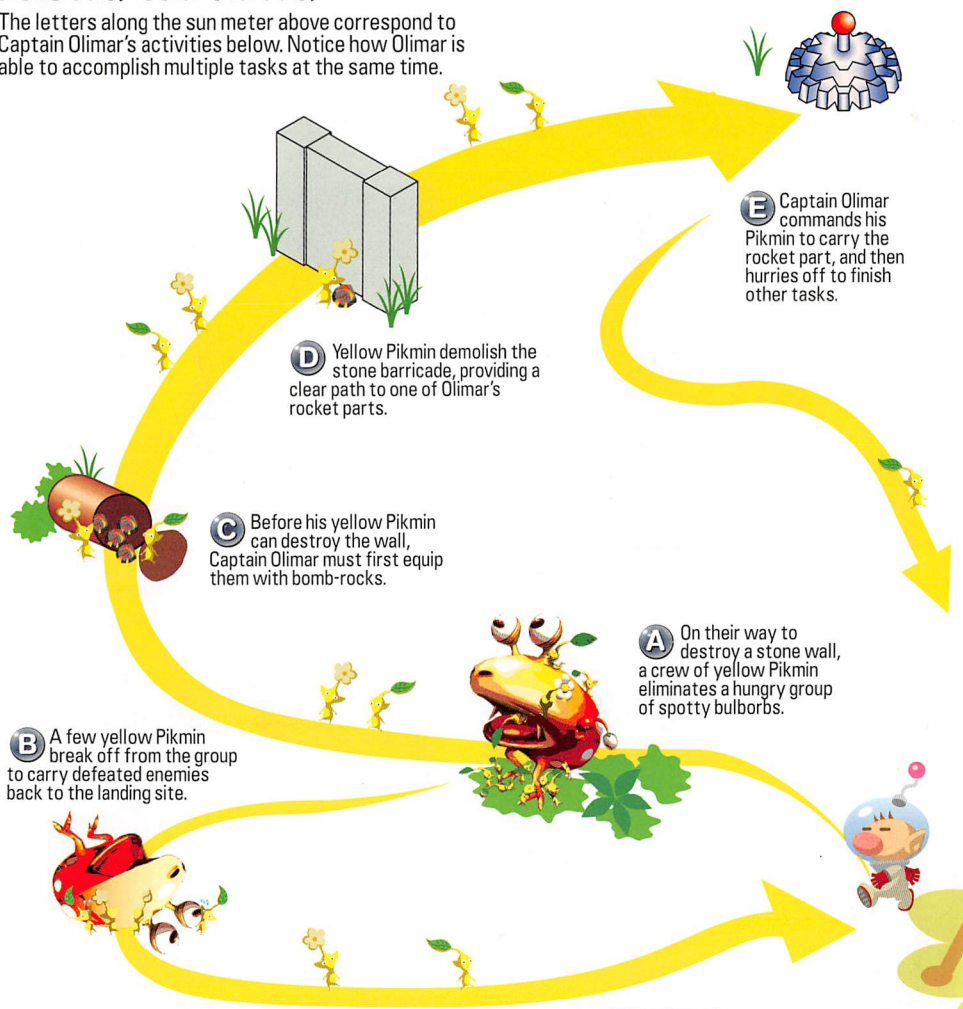 The letters along the sun meter above correspond to
Captain Olimar's activities below. Notice how Olimar is
able to accomplish multiple tasks at the same time.
E Captain Olimar
commands his
Pikmin to carry the
rocket part, and then
hurries off to finish
other tasks.
D Yellow Pikmin demolish the
stone barricade, providing a
clear path to one of Olimar's
rocket parts.
C Before his yellow Pikmin
can destroy the wall,
Captain Olimar must first equip
them with bomb-rocks.
A On their way to
destroy a stone wall,
a crew of yellow Pikmin
eliminates a hungry group
of spotty bulborbs.
B A few yellow Pikmin
break off from the group
to carry defeated enemies
back to the landing site.